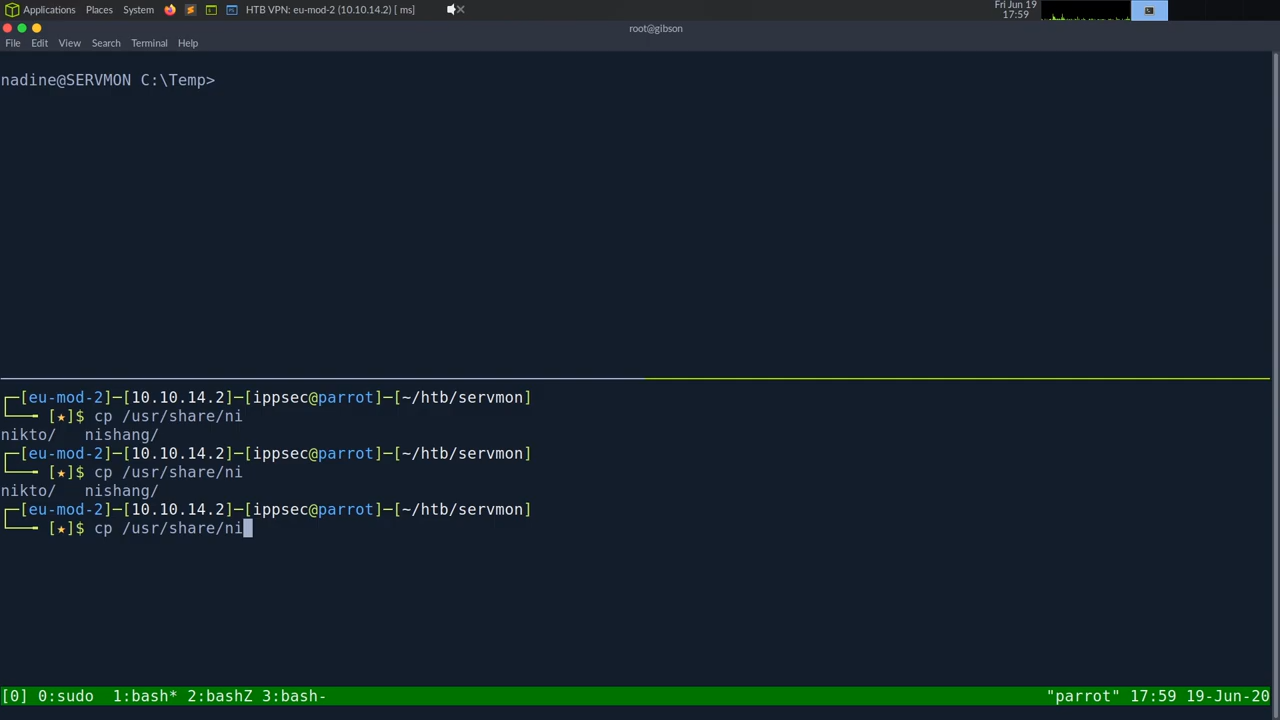 Applications Places System HTB VPN: eu-mod-2 (10.10.14.2) [ ms] Fri Jun 19
17:59
root@gibson
File Edit View Search Terminal Help
nadine@SERVMON C:\Temp>
┌─[eu-mod-2]─[10.10.14.2]─[ippsec@parrot]─[~/htb/servmon]
└──╼ [★]$ cp /usr/share/ni
nikto/   nishang/
┌─[eu-mod-2]─[10.10.14.2]─[ippsec@parrot]─[~/htb/servmon]
└──╼ [★]$ cp /usr/share/ni
nikto/   nishang/
┌─[eu-mod-2]─[10.10.14.2]─[ippsec@parrot]─[~/htb/servmon]
└──╼ [★]$ cp /usr/share/ni
[0] 0:sudo  1:bash* 2:bashZ 3:bash- "parrot" 17:59 19-Jun-20